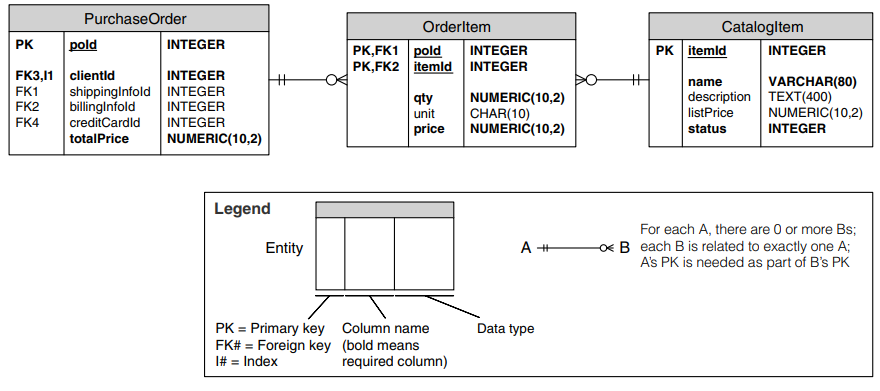 PurchaseOrder
PK poId INTEGER
FK3,I1 clientId INTEGER
FK1 shippingInfoId INTEGER
FK2 billingInfoId INTEGER
FK4 creditCardId INTEGER
totalPrice NUMERIC(10,2)
OrderItem
PK,FK1 poId INTEGER
PK,FK2 itemId INTEGER
qty NUMERIC(10,2)
unit CHAR(10)
price NUMERIC(10,2)
CatalogItem
PK itemId INTEGER
name VARCHAR(80)
description TEXT(400)
listPrice NUMERIC(10,2)
status INTEGER
Legend
Entity
PK = Primary key
FK# = Foreign key
I# = Index
Column name
(bold means
required column)
Data type
A B
For each A, there are 0 or more Bs;
each B is related to exactly one A;
A's PK is needed as part of B's PK